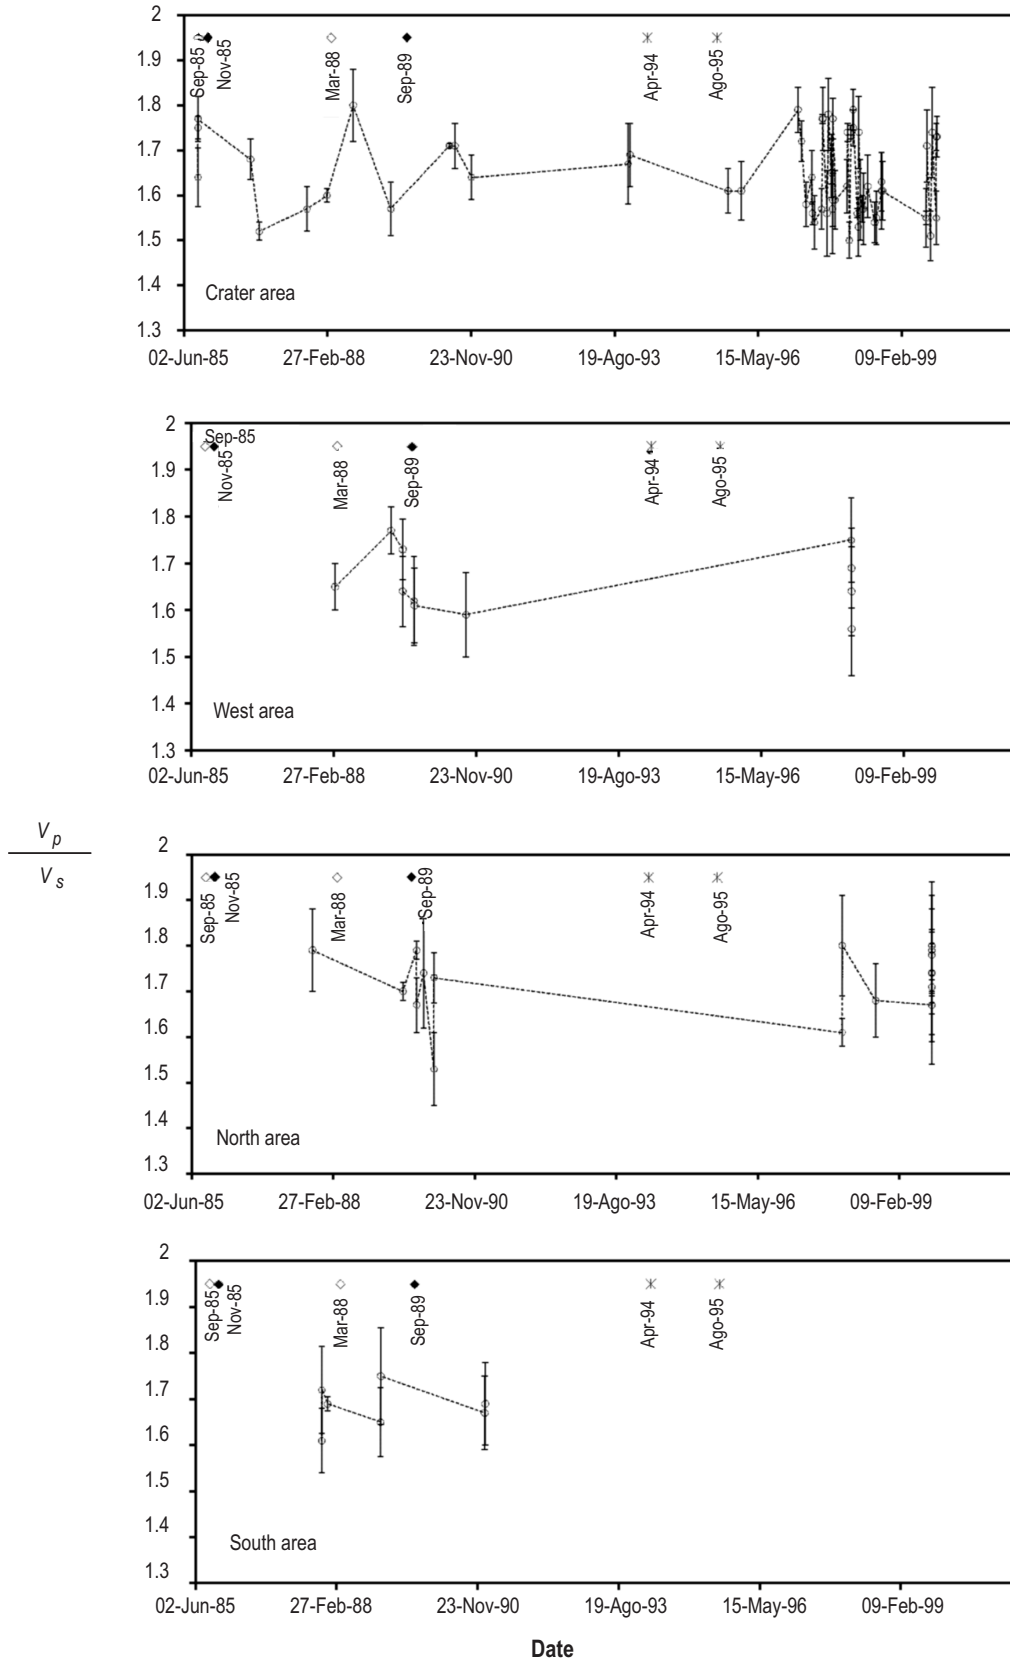 2
1.9
1.8
1.7
1.6
1.5
1.4
1.3
Sep-85
Nov-85
Mar-88
Sep-89
Apr-94
Ago-95
Crater area
02-Jun-85 27-Feb-88 23-Nov-90 19-Ago-93 15-May-96 09-Feb-99
2
1.9
1.8
1.7
1.6
1.5
1.4
1.3
Sep-85
Nov-85
Mar-88
Sep-89
Apr-94
Ago-95
West area
02-Jun-85 27-Feb-88 23-Nov-90 19-Ago-93 15-May-96 09-Feb-99
V p
V s
2
1.9
1.8
1.7
1.6
1.5
1.4
1.3
Sep-85
Nov-85
Mar-88
Sep-89
Apr-94
Ago-95
North area
02-Jun-85 27-Feb-88 23-Nov-90 19-Ago-93 15-May-96 09-Feb-99
2
1.9
1.8
1.7
1.6
1.5
1.4
1.3
Sep-85
Nov-85
Mar-88
Sep-89
Apr-94
Ago-95
South area
02-Jun-85 27-Feb-88 23-Nov-90 19-Ago-93 15-May-96 09-Feb-99
Date